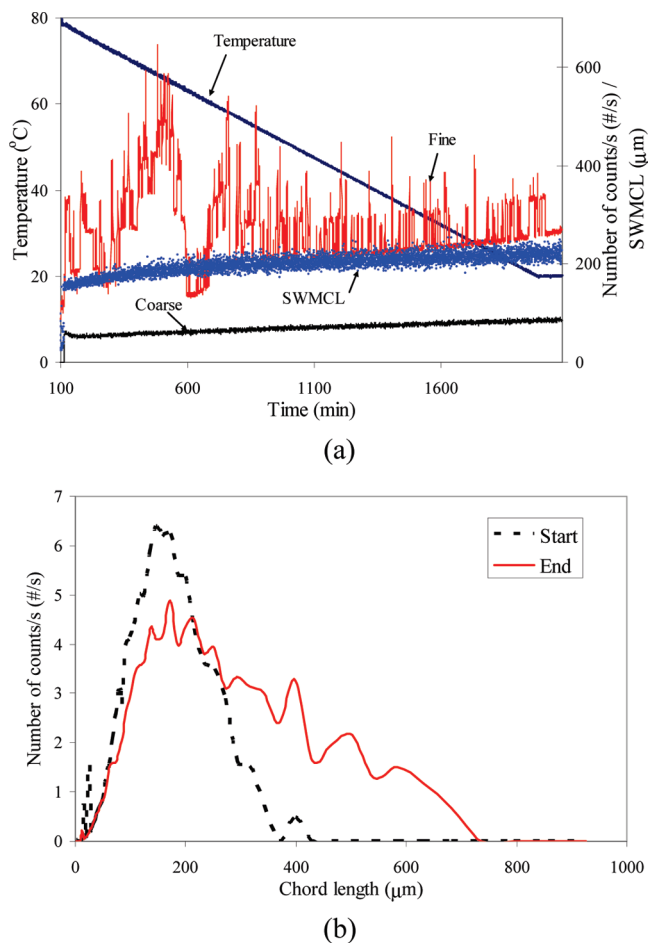 80
60
40
20
0
Temperature (°C)
Temperature
Fine
Coarse
SWMCL
600
400
200
0
Number of counts/s (#/s) /
SWMCL (μm)
100
600
1100
1600
Time (min)
(a)
7
6
5
4
3
2
1
0
Number of counts/s (#/s)
Start
End
0
200
400
600
800
1000
Chord length (μm)
(b)